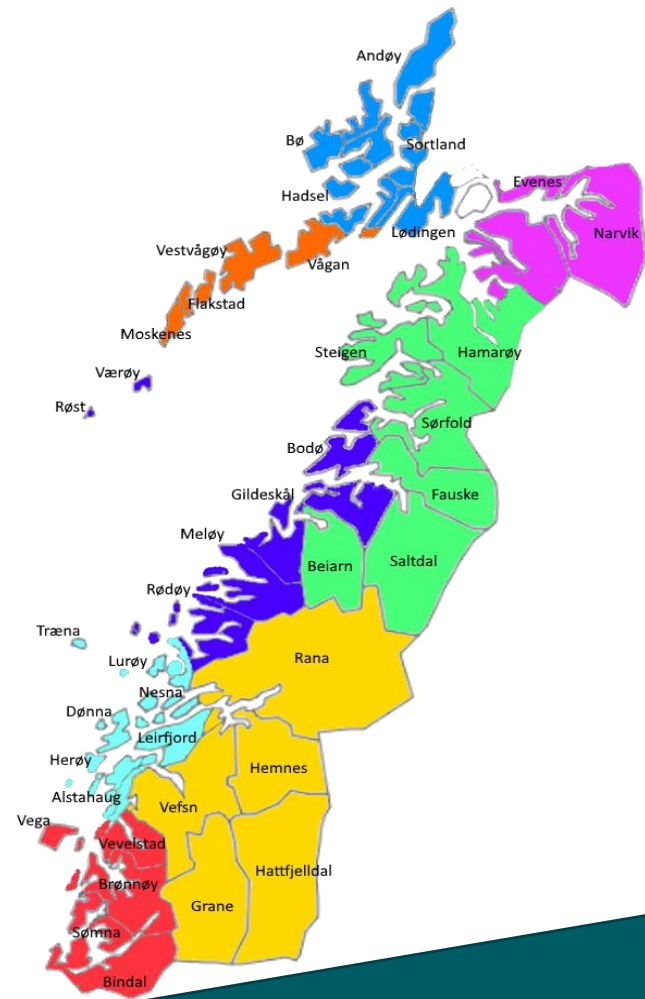 Andøy
Bø
Sortland
Hadsel
Evenes
Lødingen
Narvik
Vestvågøy
Vågan
Flakstad
Moskenes
Steigen
Hamarøy
Værøy
Røst
Sørfold
Bodø
Gildeskål
Fauske
Meløy
Beiarn
Saltdal
Rødøy
Træna
Lurøy
Rana
Nesna
Dønna
Leirfjord
Herøy
Hemnes
Alstahaug
Vefsn
Vega
Vevelstad
Hattfjelldal
Brønnøy
Grane
Sømna
Bindal